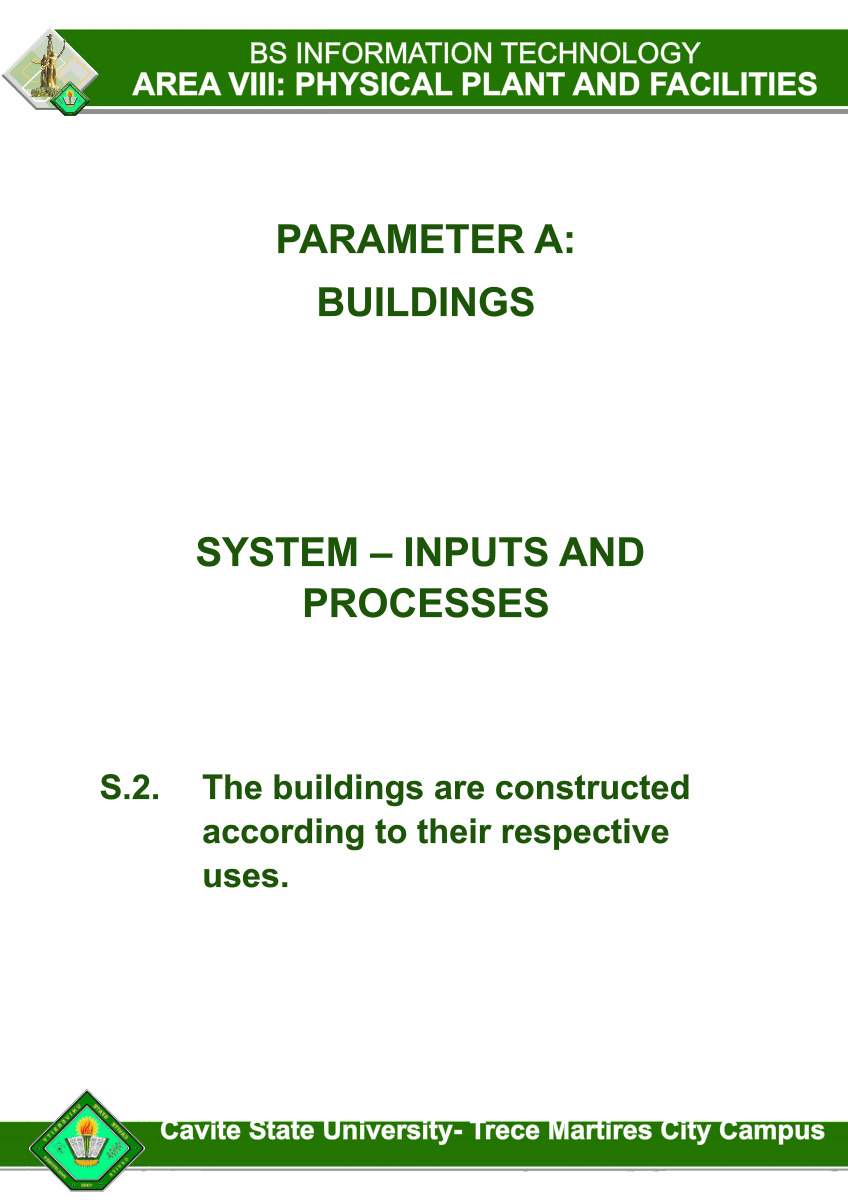 BS INFORMATION TECHNOLOGY
AREA VIII: PHYSICAL PLANT AND FACILITIES
PARAMETER A:
BUILDINGS
SYSTEM – INPUTS AND
PROCESSES
S.2. The buildings are constructed
according to their respective
uses.
Cavite State University- Trece Martires City Campus